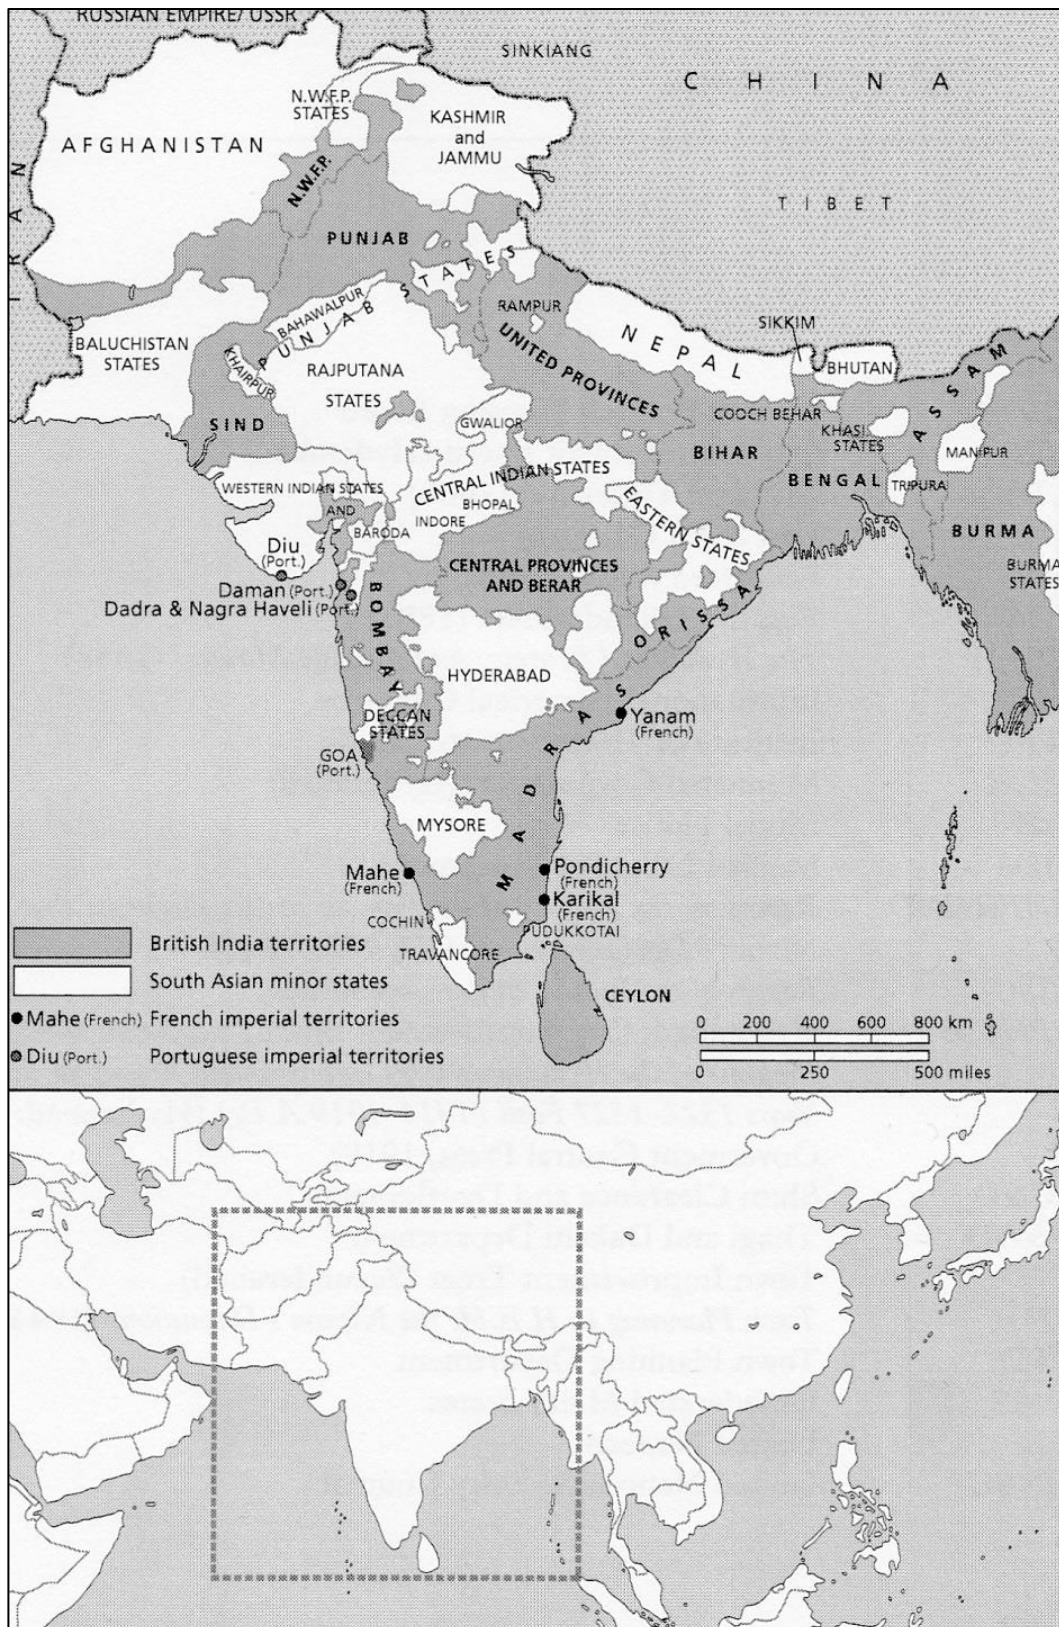 RUSSIAN EMPIRE/ USSR
SINKIANG
CHINA
N.W.F.P.
STATES
KASHMIR
and
JAMMU
AFGHANISTAN
N.W.F.P.
IRAN
TIBET
PUNJAB
PUNJAB STATES
BAHAWALPUR
RAMPUR
SIKKIM
NEPAL
BALUCHISTAN
STATES
KHAIRPUR
RAJPUTANA
STATES
UNITED PROVINCES
BHUTAN
ASSAM
SIND
GWALIOR
COOCH BEHAR
KHASI
STATES
BIHAR
MANIPUR
CENTRAL INDIAN STATES
WESTERN INDIAN STATES
AND
BENGAL
TRIPURA
BHOPAL
INDORE
BARODA
EASTERN STATES
BURMA
Diu
(Port.)
CENTRAL PROVINCES
AND BERAR
BURMA
STATES
Daman (Port.)
Dadra & Nagra Haveli (Port.)
BOMBAY
ORISSA
HYDERABAD
DECCAN
STATES
Yanam
(French)
GOA
(Port.)
MADRAS
MYSORE
Mahe
(French)
Pondicherry
(French)
Karikal
(French)
COCHIN
PUDUKKOTAI
TRAVANCORE
CEYLON
British India territories
South Asian minor states
Mahe (French) French imperial territories
Diu (Port.) Portuguese imperial territories
0 200 400 600 800 km
0 250 500 miles